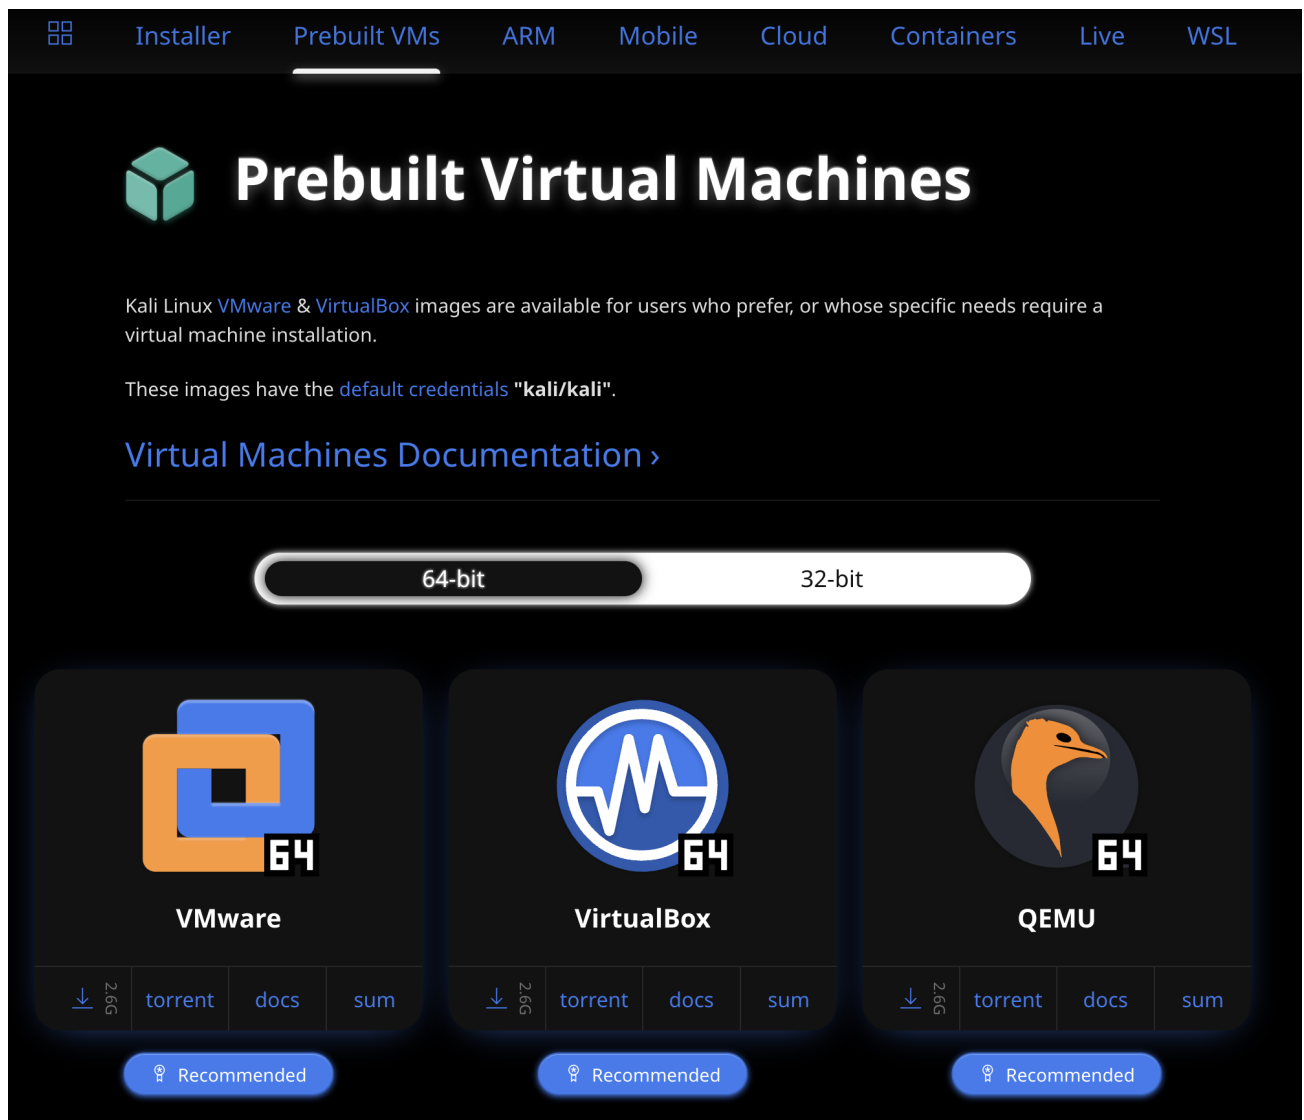 Installer Prebuilt VMs ARM Mobile Cloud Containers Live WSL
Prebuilt Virtual Machines
Kali Linux VMware & VirtualBox images are available for users who prefer, or whose specific needs require a
virtual machine installation.
These images have the default credentials "kali/kali".
Virtual Machines Documentation ›
64-bit 32-bit
64 64 64
VMware VirtualBox QEMU
2.6G torrent docs sum 2.6G torrent docs sum 2.6G torrent docs sum
Recommended Recommended Recommended